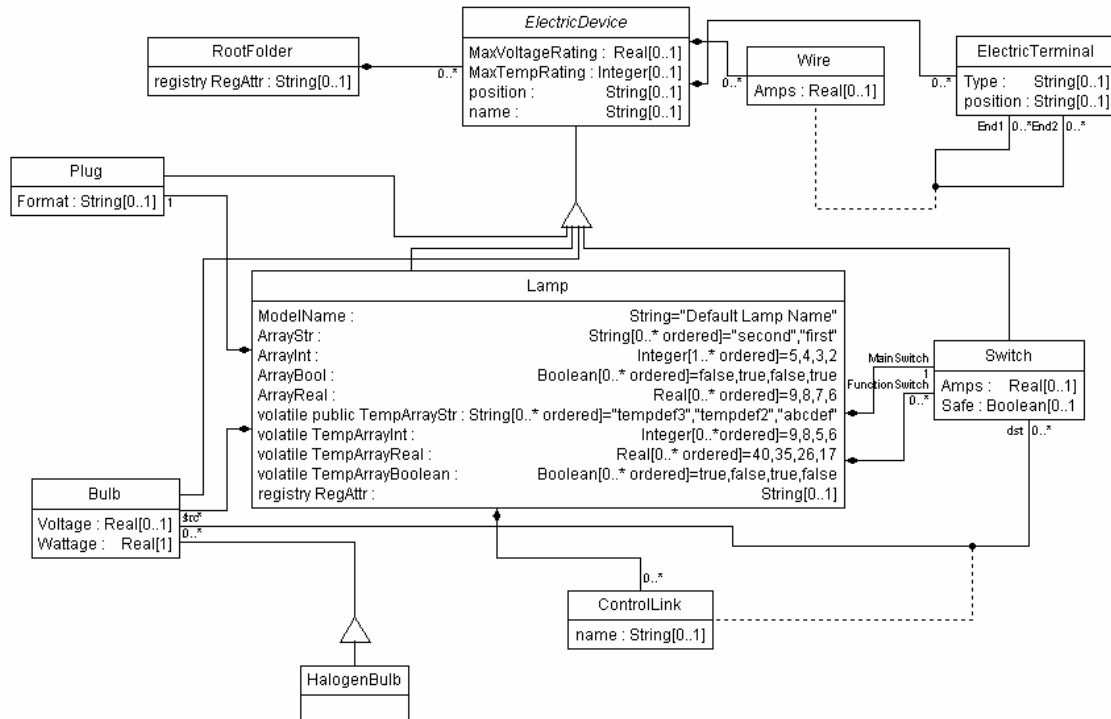 ElectricDevice
MaxVoltageRating : Real[0..1]
MaxTempRating : Integer[0..1]
position : String[0..1]
name : String[0..1]
RootFolder
registry RegAttr : String[0..1]
0..*
Wire
Amps : Real[0..1]
0..*
ElectricTerminal
Type : String[0..1]
position : String[0..1]
0..*
End1 0..*
End2 0..*
Plug
Format : String[0..1]
1
Lamp
ModelName : String="Default Lamp Name"
ArrayStr : String[0..* ordered]="second","first"
ArrayInt : Integer[1..* ordered]=5,4,3,2
ArrayBool : Boolean[0..* ordered]=false,true,false,true
ArrayReal : Real[0..* ordered]=9,8,7,6
volatile public TempArrayStr : String[0..* ordered]="tempdef3","tempdef2","abcdef"
volatile TempArrayInt : Integer[0..*ordered]=9,8,5,6
volatile TempArrayReal : Real[0..* ordered]=40,35,26,17
volatile TempArrayBoolean : Boolean[0..* ordered]=true,false,true,false
registry RegAttr : String[0..1]
MainSwitch
1
FunctionSwitch
0..*
Switch
Amps : Real[0..1]
Safe : Boolean[0..1
dst 0..*
Bulb
Voltage : Real[0..1]
Wattage : Real[1]
0..*
0..*
ControlLink
name : String[0..1]
HalogenBulb